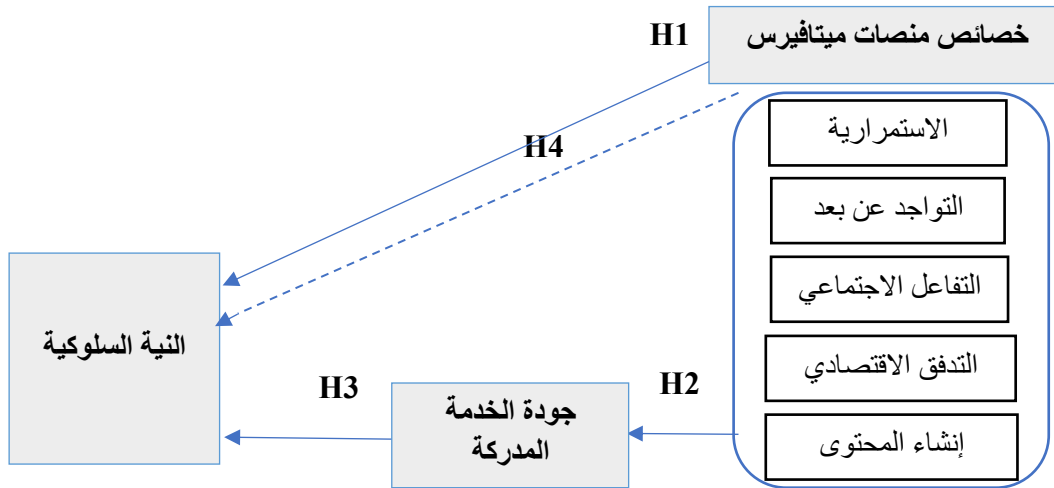 خصائص منصات ميتافيرس
H1
الاستمرارية
H4
التواجد عن بعد
التفاعل الاجتماعي
النية السلوكية
التدفق الاقتصادي
H2
H3
جودة الخدمة
المدركة
إنشاء المحتوى